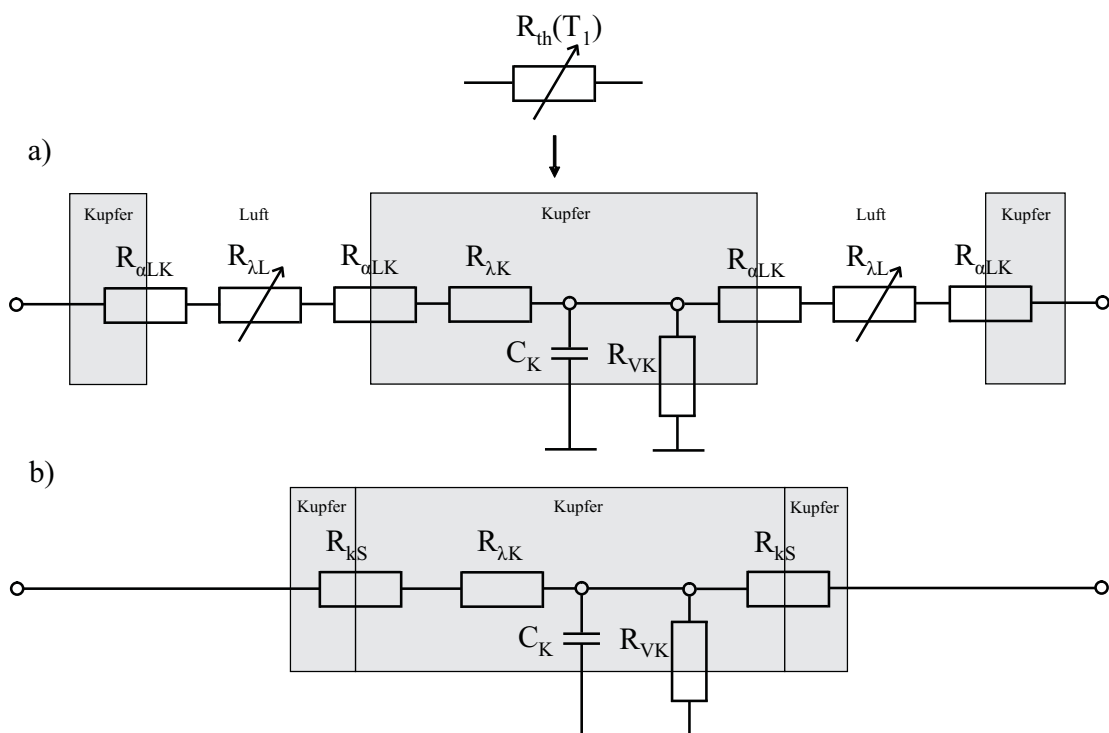 R_th(T_1)
a)
Kupfer Luft Kupfer Luft Kupfer
R_αLK R_λL R_αLK R_λK R_αLK R_λL R_αLK
C_K R_VK
b)
Kupfer Kupfer Kupfer
R_kS R_λK R_kS
C_K R_VK